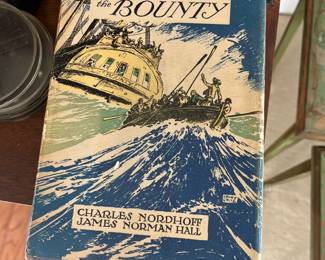 the BOUNTY
CHARLES NORDHOFF
JAMES NORMAN HALL